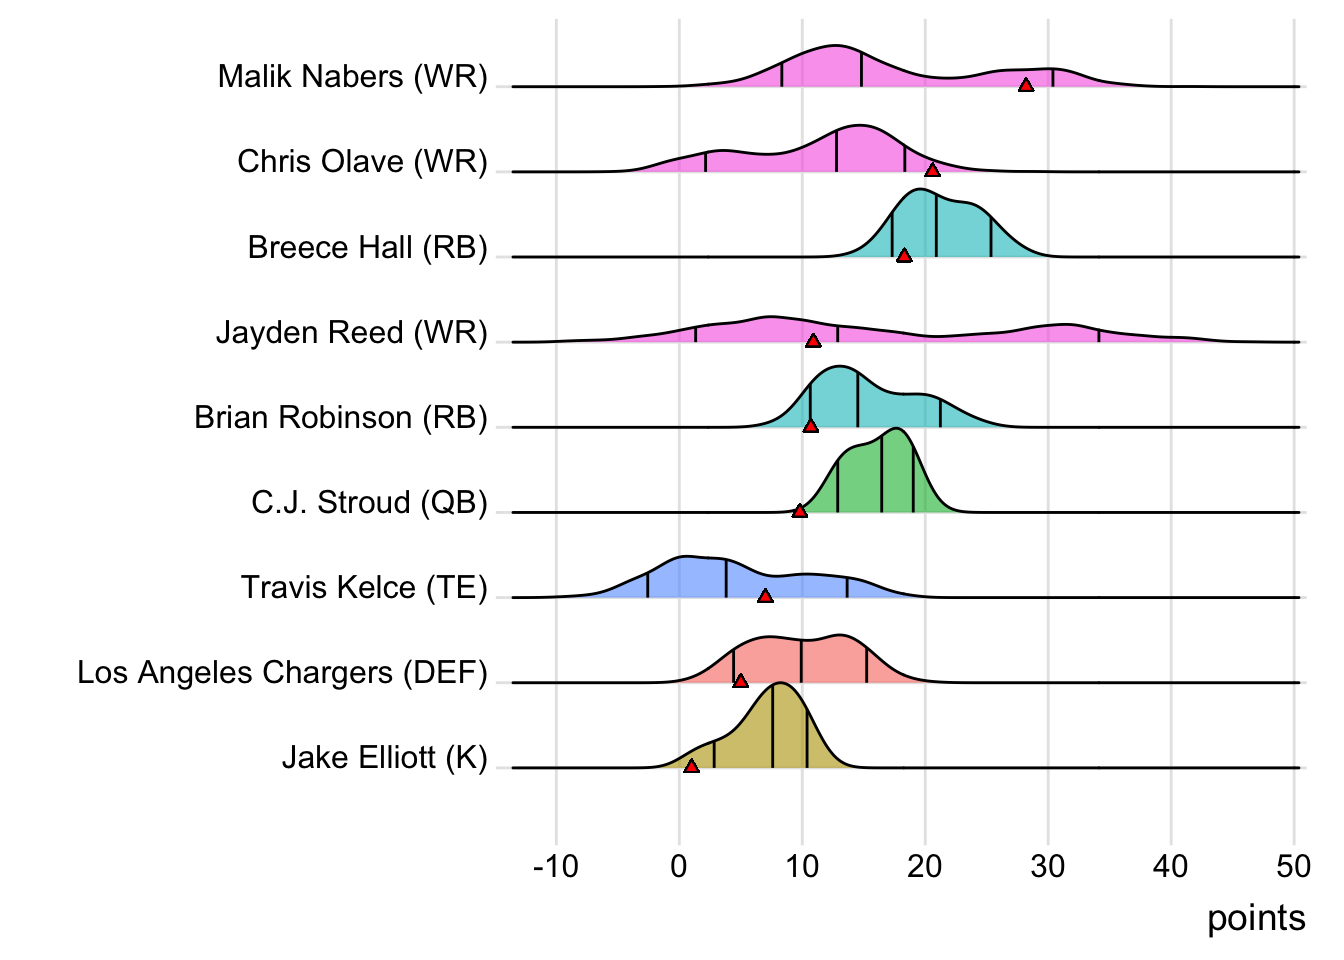 Malik Nabers (WR)
Chris Olave (WR)
Breece Hall (RB)
Jayden Reed (WR)
Brian Robinson (RB)
C.J. Stroud (QB)
Travis Kelce (TE)
Los Angeles Chargers (DEF)
Jake Elliott (K)
-10 0 10 20 30 40 50
points